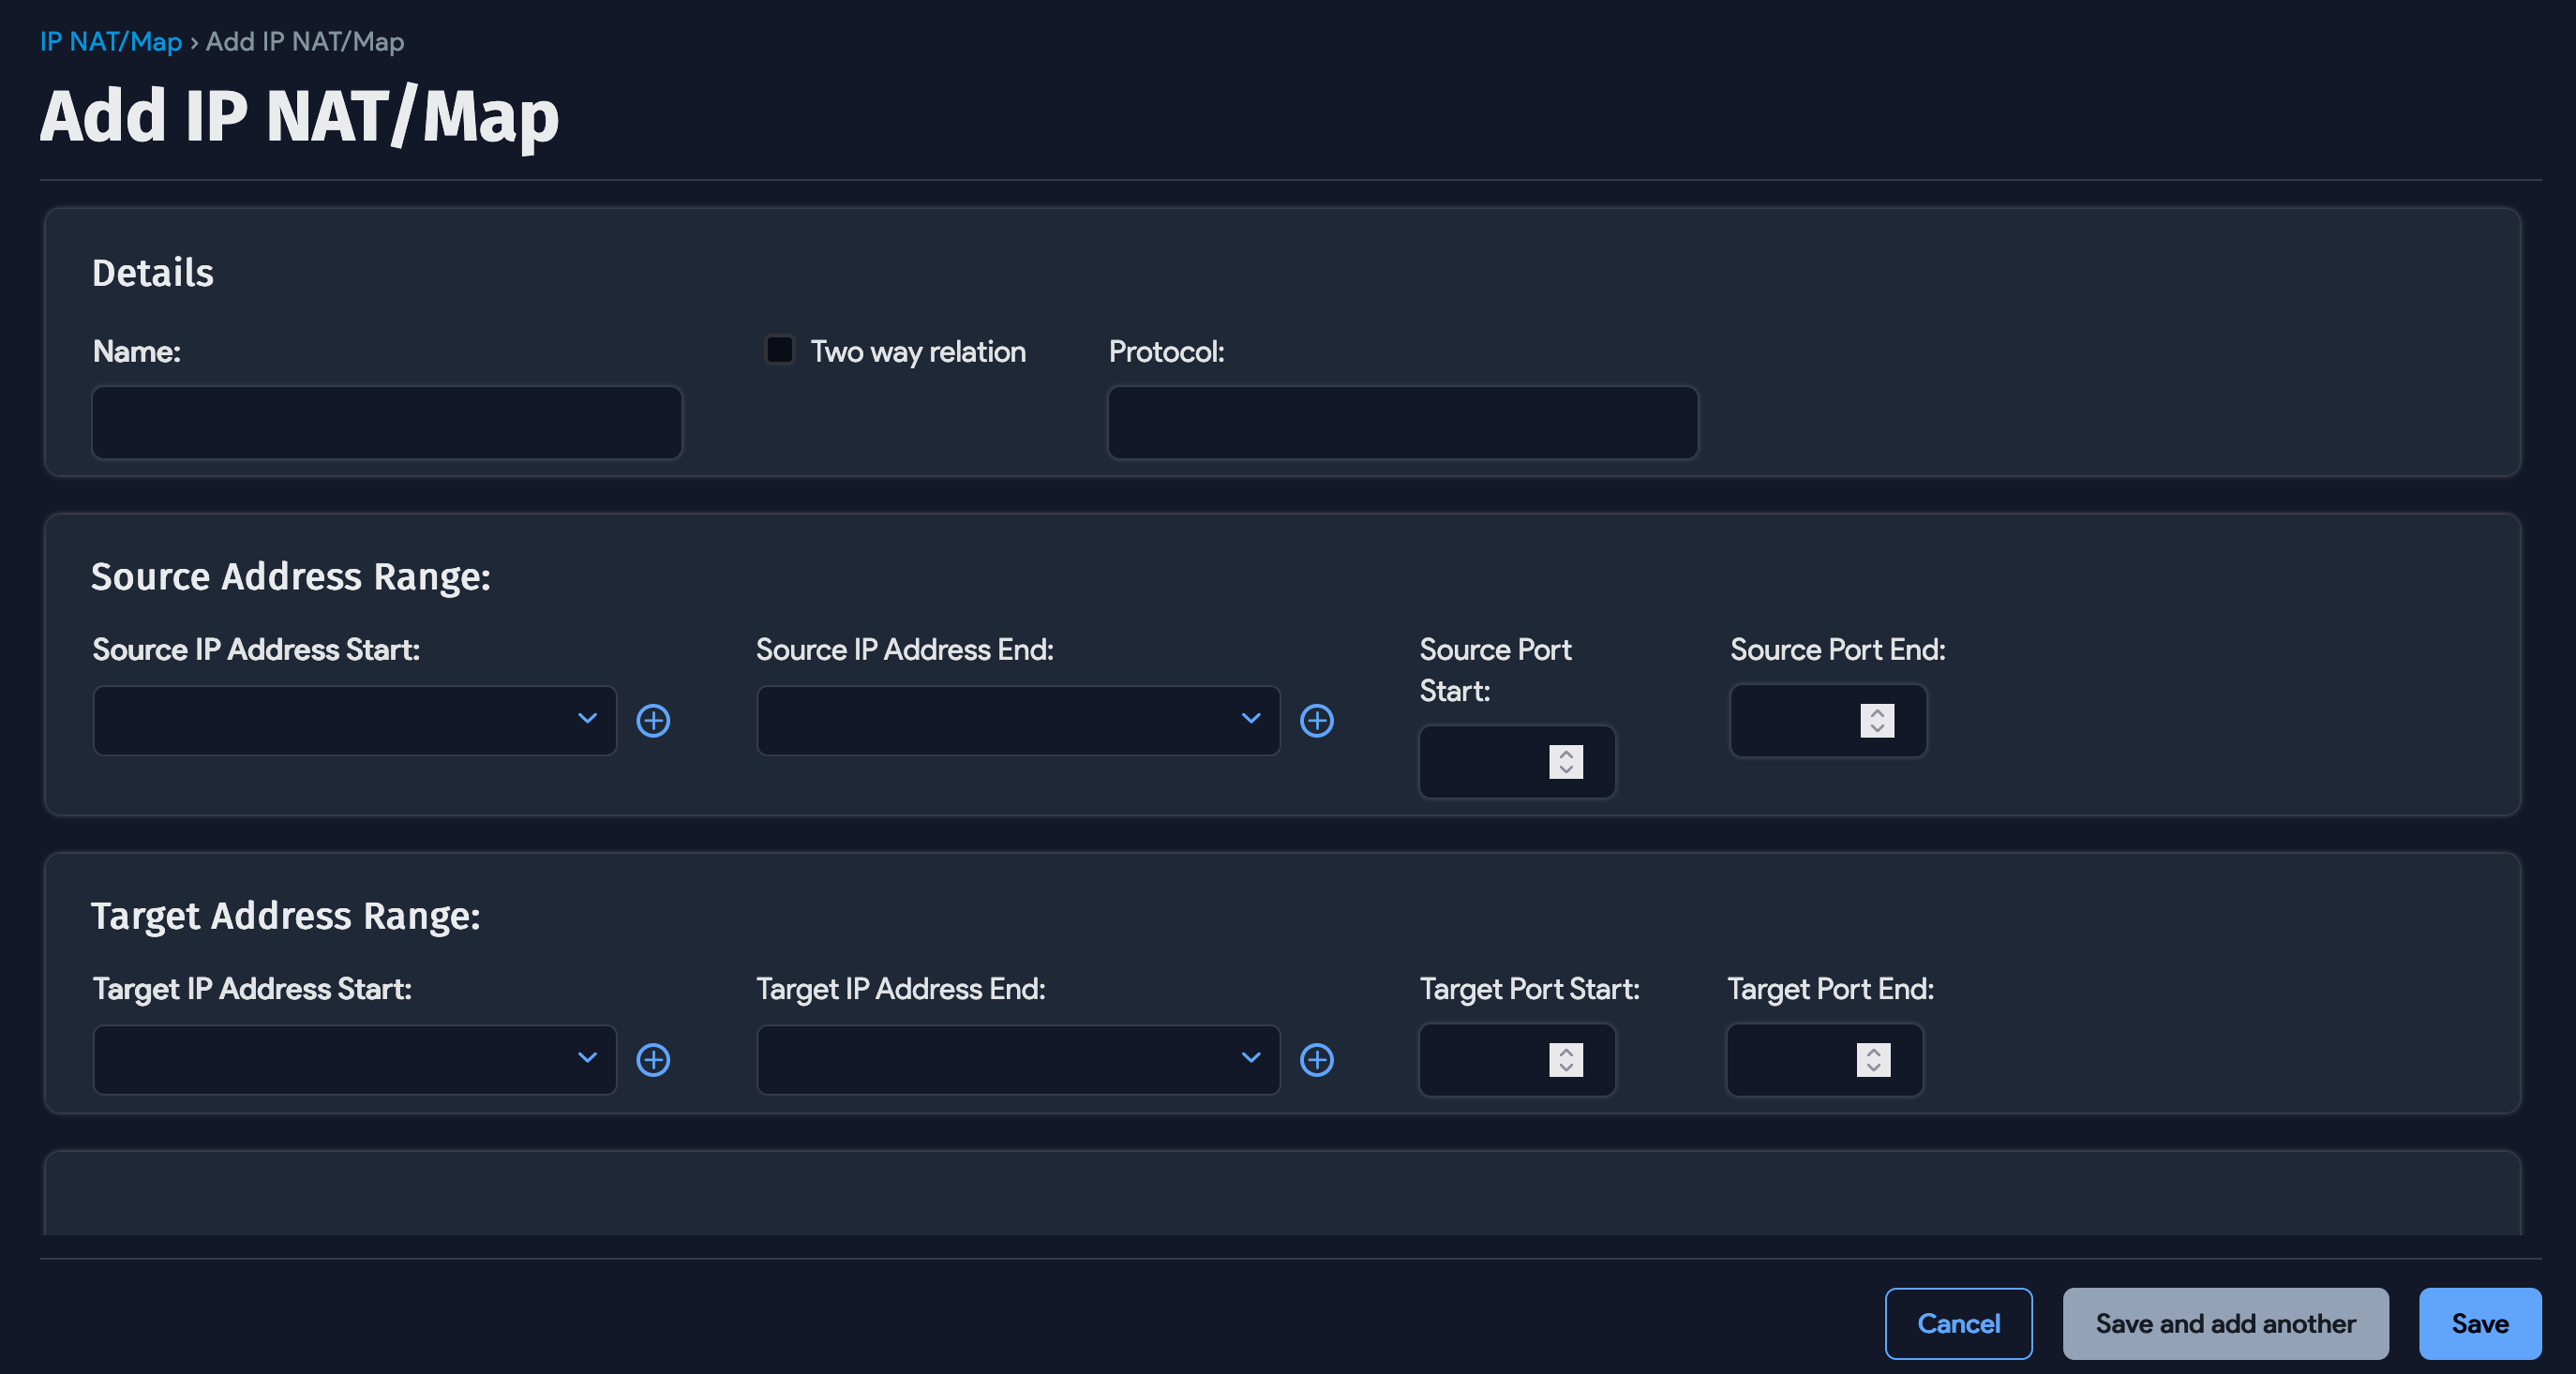 IP NAT/Map › Add IP NAT/Map
Add IP NAT/Map
Details
Name:
Two way relation
Protocol:
Source Address Range:
Source IP Address Start:
Source IP Address End:
Source Port
Start:
Source Port End:
Target Address Range:
Target IP Address Start:
Target IP Address End:
Target Port Start:
Target Port End:
Cancel
Save and add another
Save